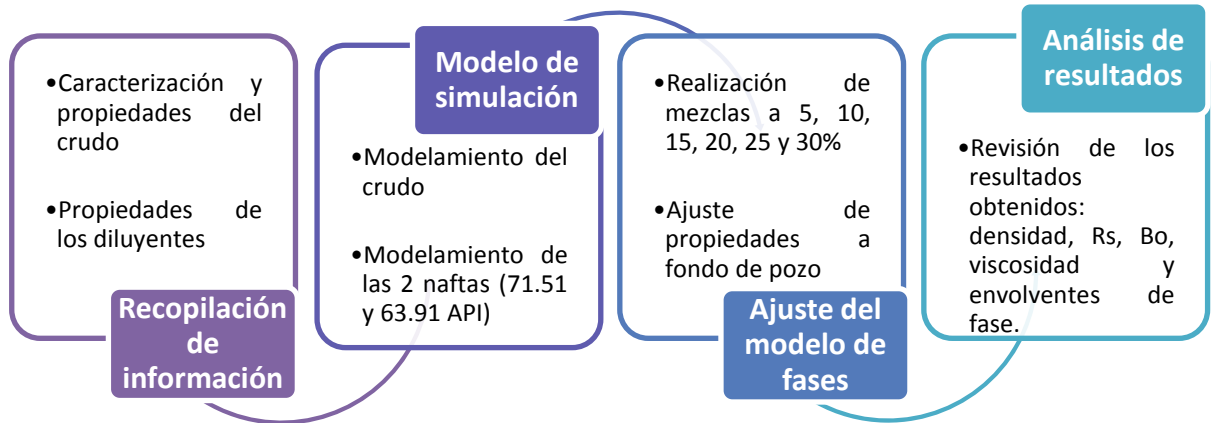 •Caracterización y
propiedades del
crudo
•Propiedades de
los diluyentes
Recopilación
de
información
Modelo de
simulación
•Modelamiento del
crudo
•Modelamiento de
las 2 naftas (71.51
y 63.91 API)
•Realización de
mezclas a 5, 10,
15, 20, 25 y 30%
•Ajuste de
propiedades a
fondo de pozo
Ajuste del
modelo de
fases
Análisis de
resultados
•Revisión de los
resultados
obtenidos:
densidad, Rs, Bo,
viscosidad y
envolventes de
fase.